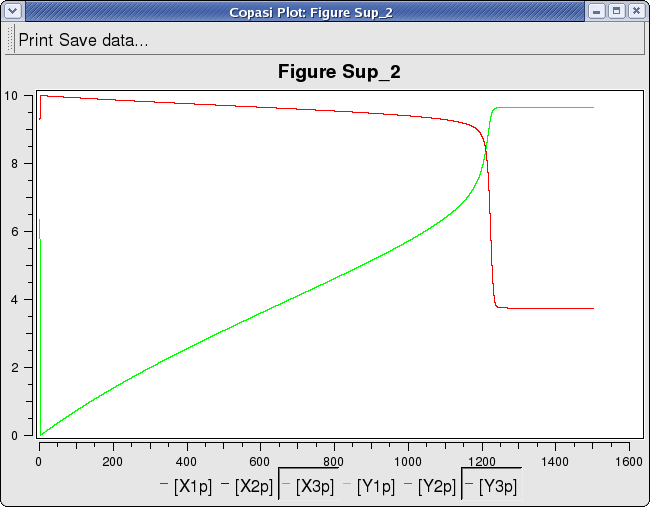 Copasi Plot: Figure Sup_2
Print Save data...
Figure Sup_2
10
8
6
4
2
0
0 200 400 600 800 1000 1200 1400 1600
[X1p] [X2p] [X3p] [Y1p] [Y2p] [Y3p]